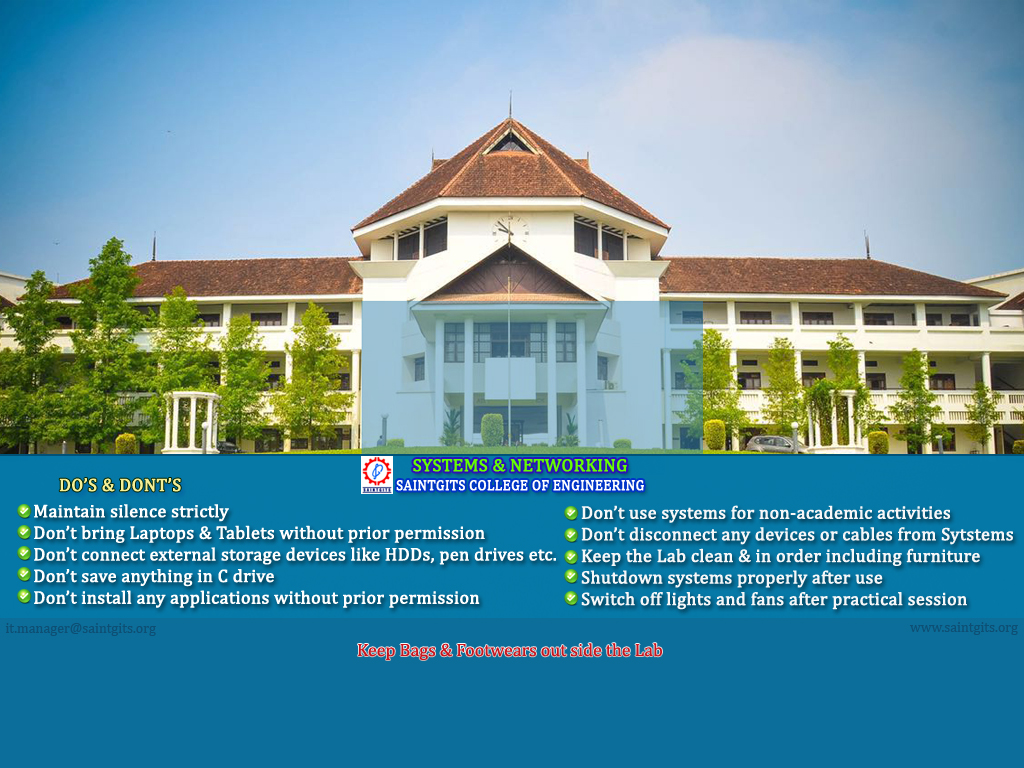 SYSTEMS & NETWORKING
SAINTGITS COLLEGE OF ENGINEERING
DO'S & DONT'S
Maintain silence strictly
Don't bring Laptops & Tablets without prior permission
Don't connect external storage devices like HDDs, pen drives etc.
Don't save anything in C drive
Don't install any applications without prior permission
Don't use systems for non-academic activities
Don't disconnect any devices or cables from Sytstems
Keep the Lab clean & in order including furniture
Shutdown systems properly after use
Switch off lights and fans after practical session
it.manager@saintgits.org
www.saintgits.org
Keep Bags & Footwears out side the Lab